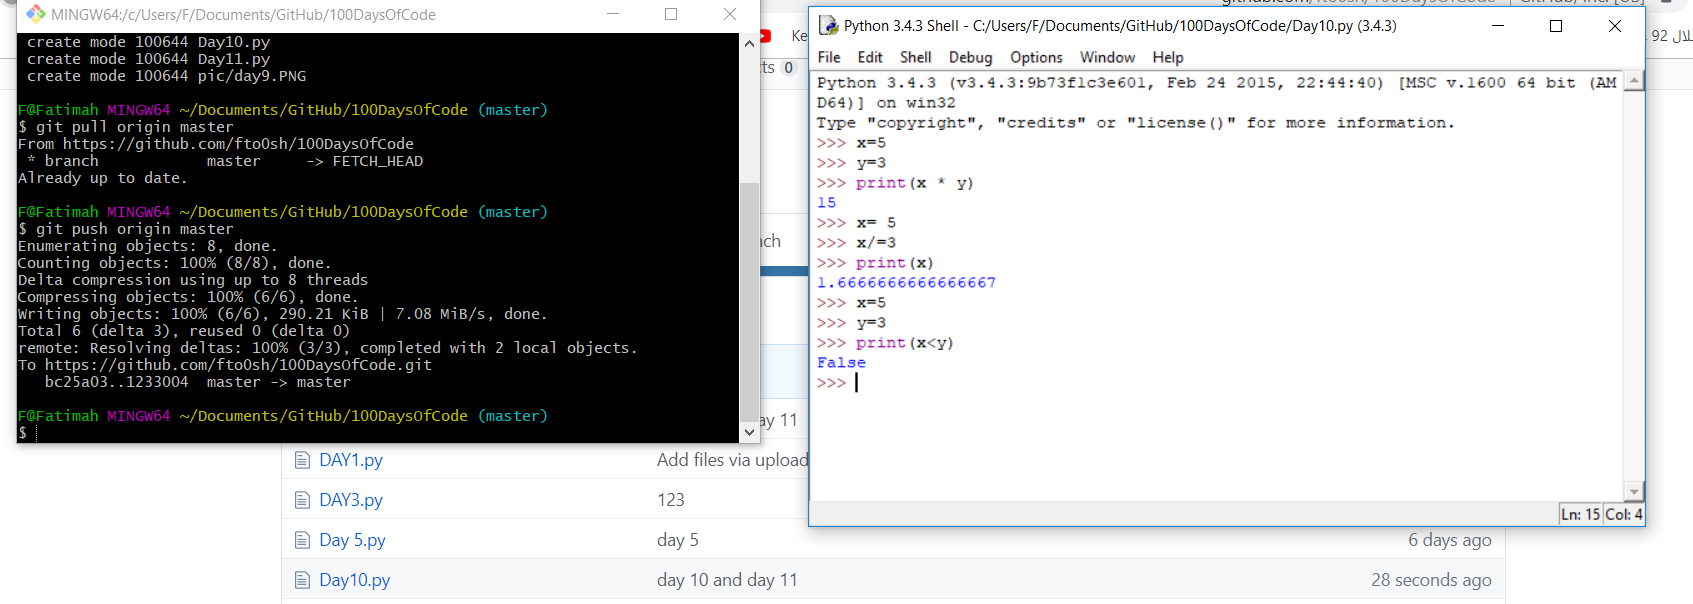 MINGW64:/c/Users/F/Documents/GitHub/100DaysOfCode
create mode 100644 Day10.py
create mode 100644 Day11.py
create mode 100644 pic/day9.PNG
F@Fatimah MINGW64 ~/Documents/GitHub/100DaysOfCode (master)
$ git pull origin master
From https://github.com/fto0sh/100DaysOfCode
* branch master -> FETCH_HEAD
Already up to date.
F@Fatimah MINGW64 ~/Documents/GitHub/100DaysOfCode (master)
$ git push origin master
Enumerating objects: 8, done.
Counting objects: 100% (8/8), done.
Delta compression using up to 8 threads
Compressing objects: 100% (6/6), done.
Writing objects: 100% (6/6), 290.21 KiB | 7.08 MiB/s, done.
Total 6 (delta 3), reused 0 (delta 0)
remote: Resolving deltas: 100% (3/3), completed with 2 local objects.
To https://github.com/fto0sh/100DaysOfCode.git
bc25a03..1233004 master -> master
F@Fatimah MINGW64 ~/Documents/GitHub/100DaysOfCode (master)
$
Ke
cts 0
nch
ay 11
Python 3.4.3 Shell - C:/Users/F/Documents/GitHub/100DaysOfCode/Day10.py (3.4.3)
File Edit Shell Debug Options Window Help
Python 3.4.3 (v3.4.3:9b73f1c3e601, Feb 24 2015, 22:44:40) [MSC v.1600 64 bit (AM
D64)] on win32
Type "copyright", "credits" or "license()" for more information.
>>> x=5
>>> y=3
>>> print(x * y)
15
>>> x= 5
>>> x/=3
>>> print(x)
1.6666666666666667
>>> x=5
>>> y=3
>>> print(x<y)
False
>>>
Ln: 15 Col: 4
92 لال
DAY1.py Add files via upload
DAY3.py 123
Day 5.py day 5 6 days ago
Day10.py day 10 and day 11 28 seconds ago